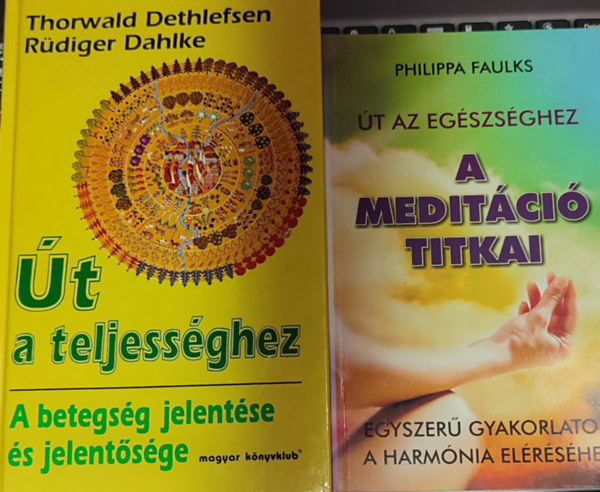 Thorwald Dethlefsen
Rüdiger Dahlke
Út
a teljességhez
A betegség jelentése
és jelentősége magyar könyvklub®
PHILIPPA FAULKS
ÚT AZ EGÉSZSÉGHEZ
A
MEDITÁCIÓ
TITKAI
EGYSZERŰ GYAKORLATO
A HARMÓNIA ELÉRÉSÉHE